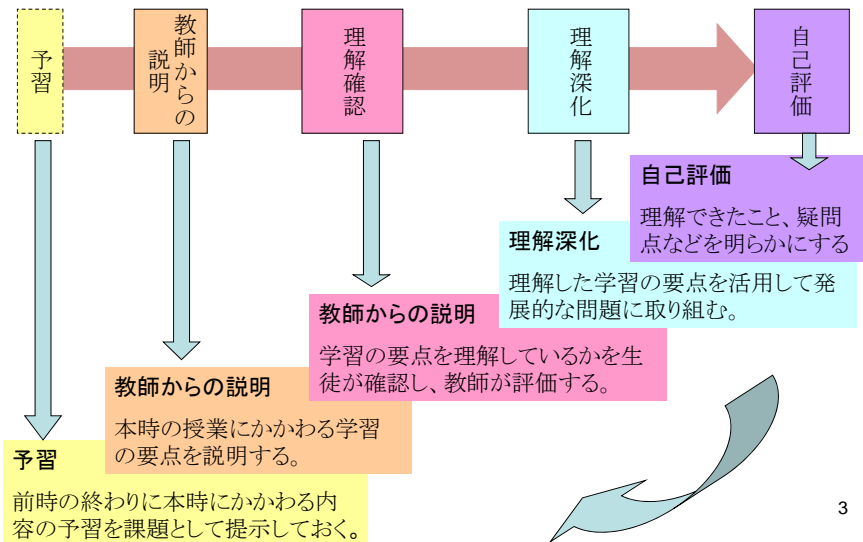 予習
教師からの
説明
理解確認
理解深化
自己評価
自己評価
理解できたこと、疑問
点などを明らかにする
理解深化
理解した学習の要点を活用して発
展的な問題に取り組む。
教師からの説明
学習の要点を理解しているかを生
徒が確認し、教師が評価する。
教師からの説明
本時の授業にかかわる学習
の要点を説明する。
予習
前時の終わりに本時にかかわる内
容の予習を課題として提示しておく。
3